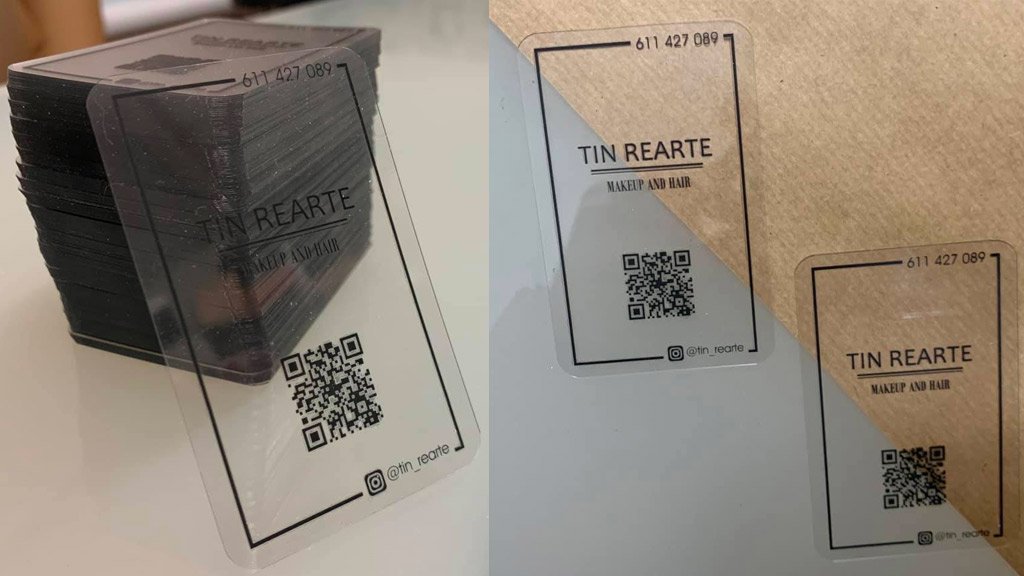 611 427 089
TIN REARTE
MAKEUP AND HAIR
@tin_rearte
611 427 089
TIN REARTE
MAKEUP AND HAIR
@tin_rearte
611 427 089
TIN REARTE
MAKEUP AND HAIR
@tin_rearte